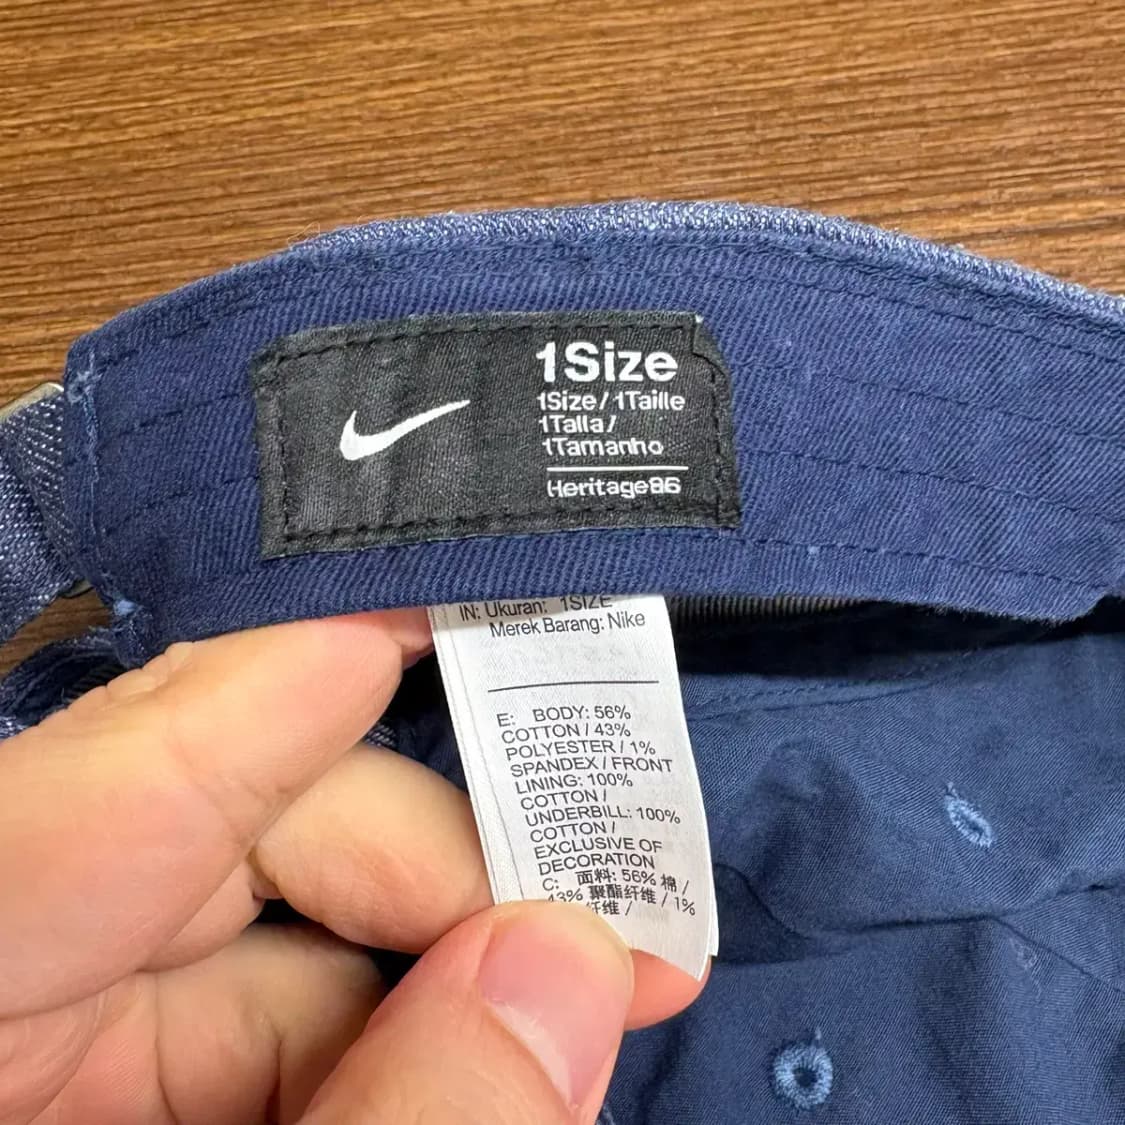 1Size
1Size / 1Taille
1Talla /
1Tamanho
Heritage86
IN: Ukuran: 1SIZE
Merek Barang: Nike
E: BODY: 56%
COTTON / 43%
POLYESTER / 1%
SPANDEX / FRONT
LINING: 100%
COTTON /
UNDERBILL: 100%
COTTON /
EXCLUSIVE OF
DECORATION
C: 面料: 56% 棉 /
43% 聚酯纤维 / 1%
纤维 /